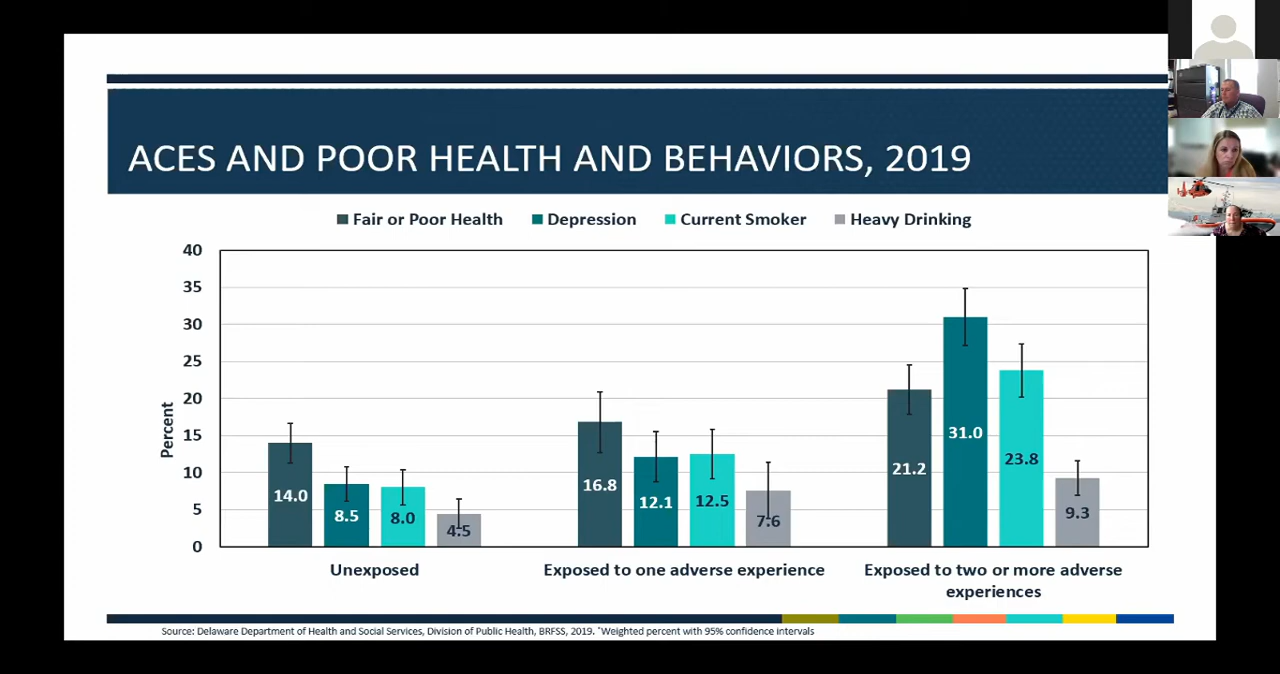 ACES AND POOR HEALTH AND BEHAVIORS, 2019
Fair or Poor Health Depression Current Smoker Heavy Drinking
40
35
30
25
20
15
10
5
0
Percent
14.0 8.5 8.0 4.5
16.8 12.1 12.5 7.6
21.2 31.0 23.8 9.3
Unexposed
Exposed to one adverse experience
Exposed to two or more adverse
experiences
Source: Delaware Department of Health and Social Services, Division of Public Health, BRFSS, 2019. *Weighted percent with 95% confidence intervals